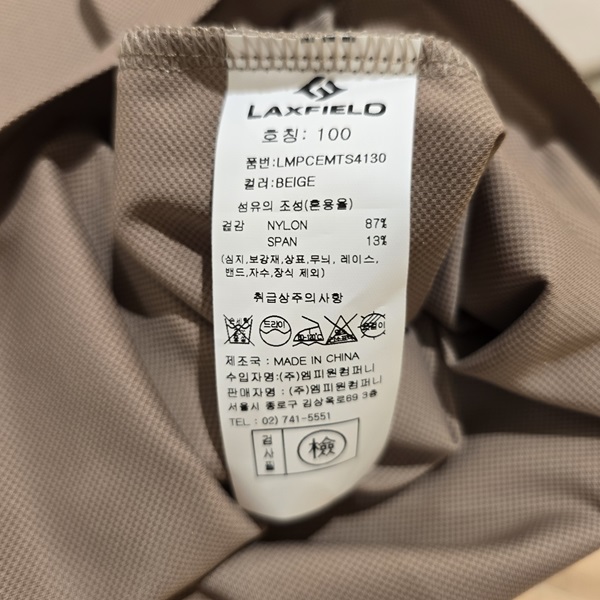 LAXFIELD
호칭: 100
품번:LMPCEMTS4130
컬러:BEIGE
섬유의 조성(혼용율)
겉감 NYLON 87%
SPAN 13%
(심지,보강재,상표,무늬, 레이스,
밴드,자수,장식 제외)
취급상주의사항
드라이
제조국 : MADE IN CHINA
수입자명:(주)엠피원컴퍼니
판매자명 : (주)엠피원컴퍼니
서울시 종로구 김상옥로69 3층
TEL : 02) 741-5551
검사필
檢